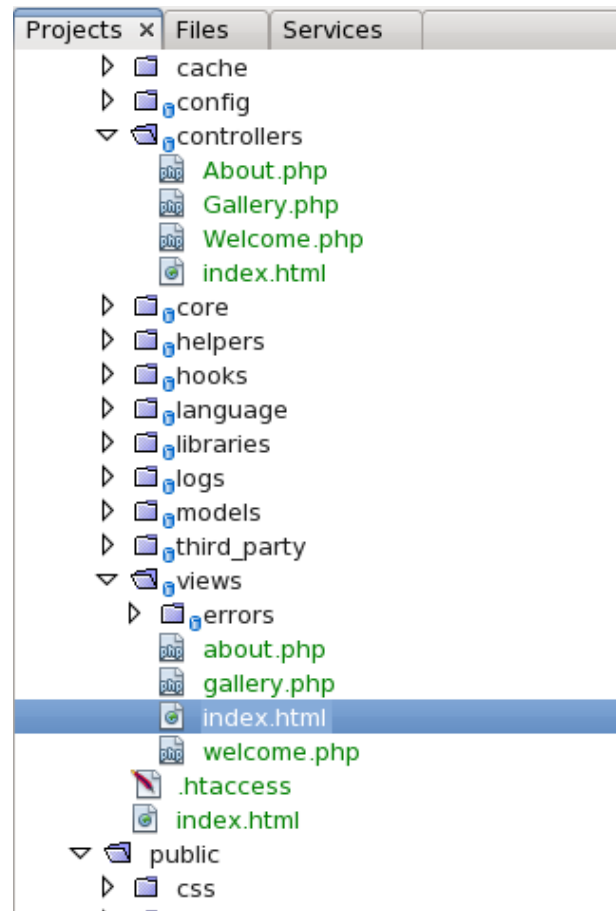 Projects × Files Services
cache
config
controllers
About.php
Gallery.php
Welcome.php
index.html
core
helpers
hooks
language
libraries
logs
models
third_party
views
errors
about.php
gallery.php
index.html
welcome.php
.htaccess
index.html
public
css